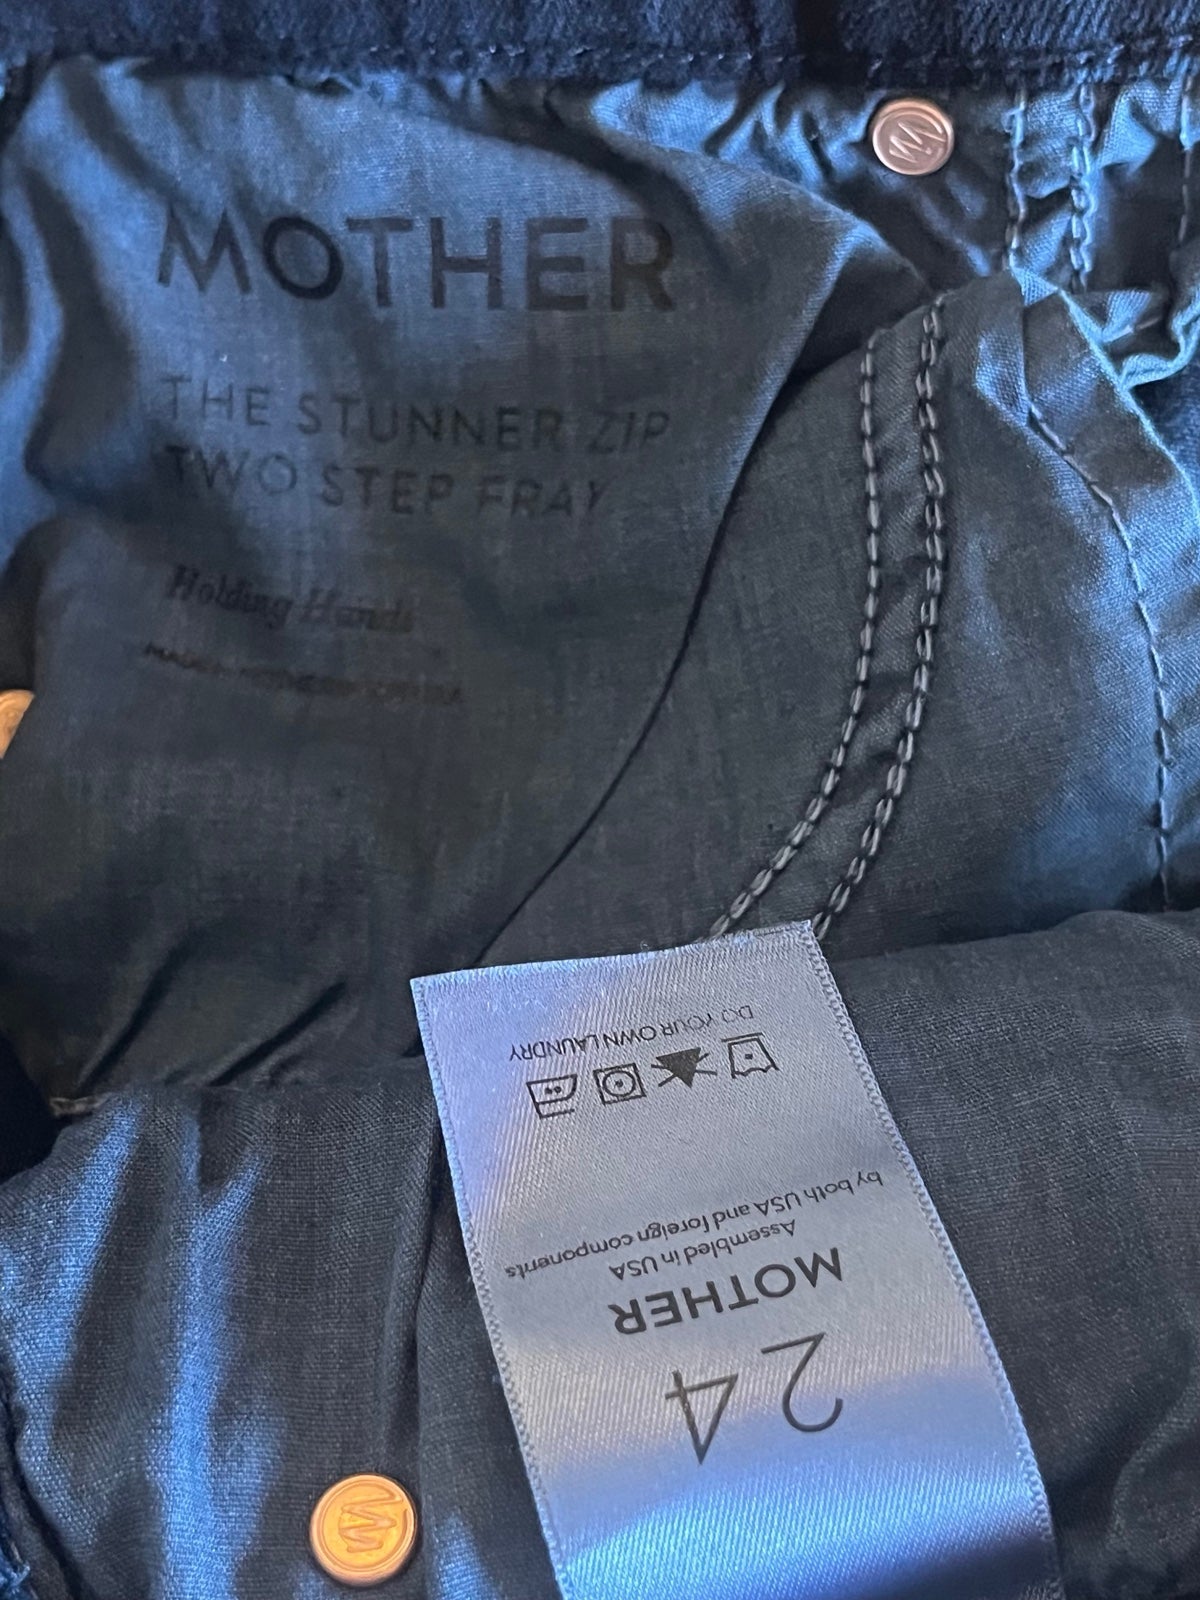 MOTHER
THE STUNNER ZIP
TWO STEP FRAY
Holding Hands
24
MOTHER
Assembled in USA
by both USA and foreign components
DO YOUR OWN LAUNDRY